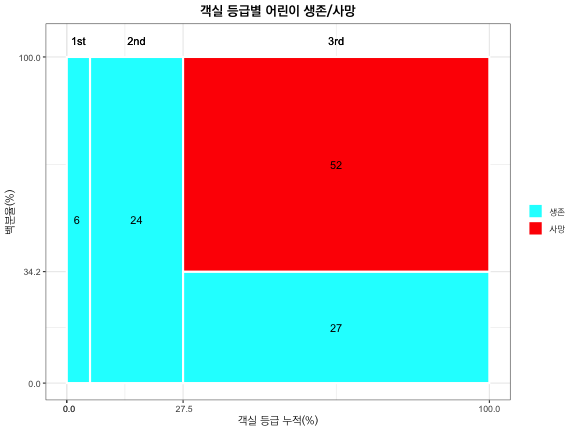 객실 등급별 어린이 생존/사망
1st 2nd 3rd
100.0
52
6 24
생존
사망
백분율(%)
34.2
27
0.0
0.0 27.5 100.0
객실 등급 누적(%)